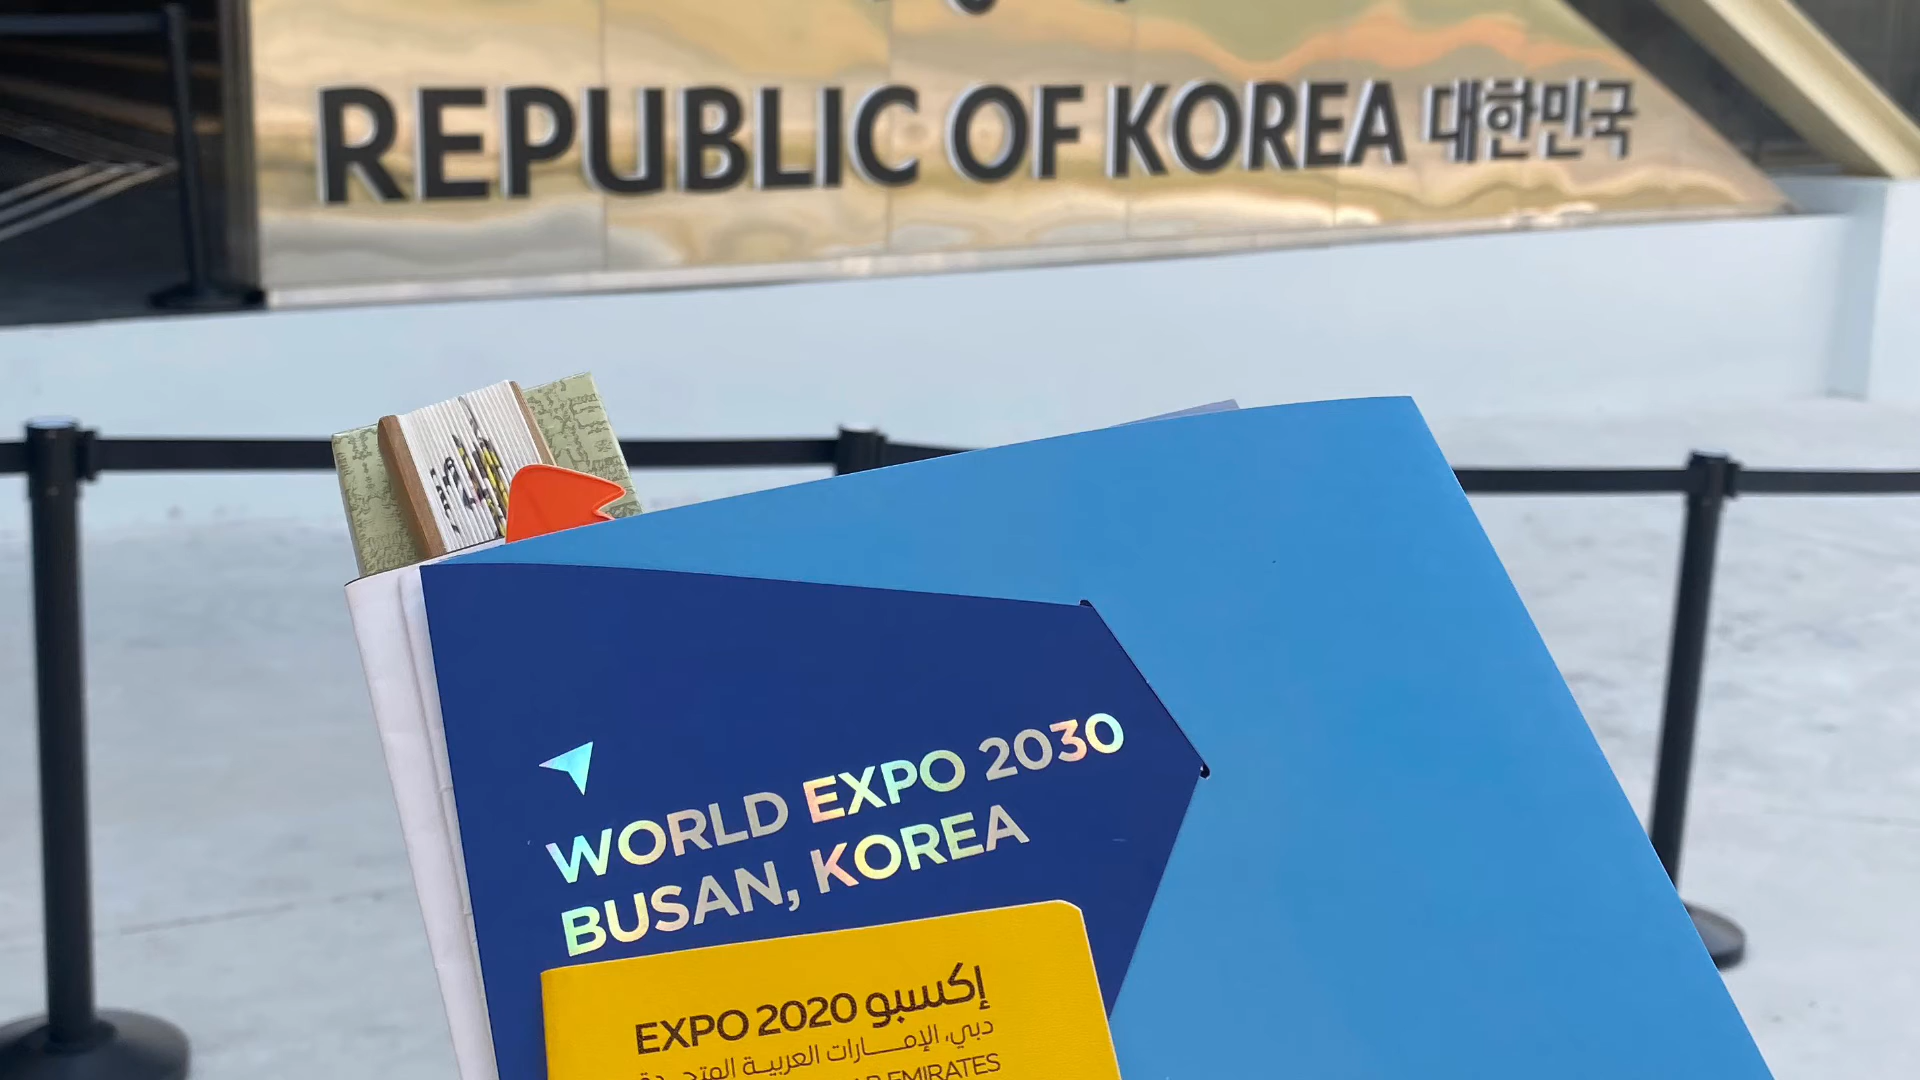 REPUBLIC OF KOREA 대한민국
WORLD EXPO 2030
BUSAN, KOREA
EXPO 2020 إكسبو
دبي، الإمارات العربية المتحدة
EMIRATES